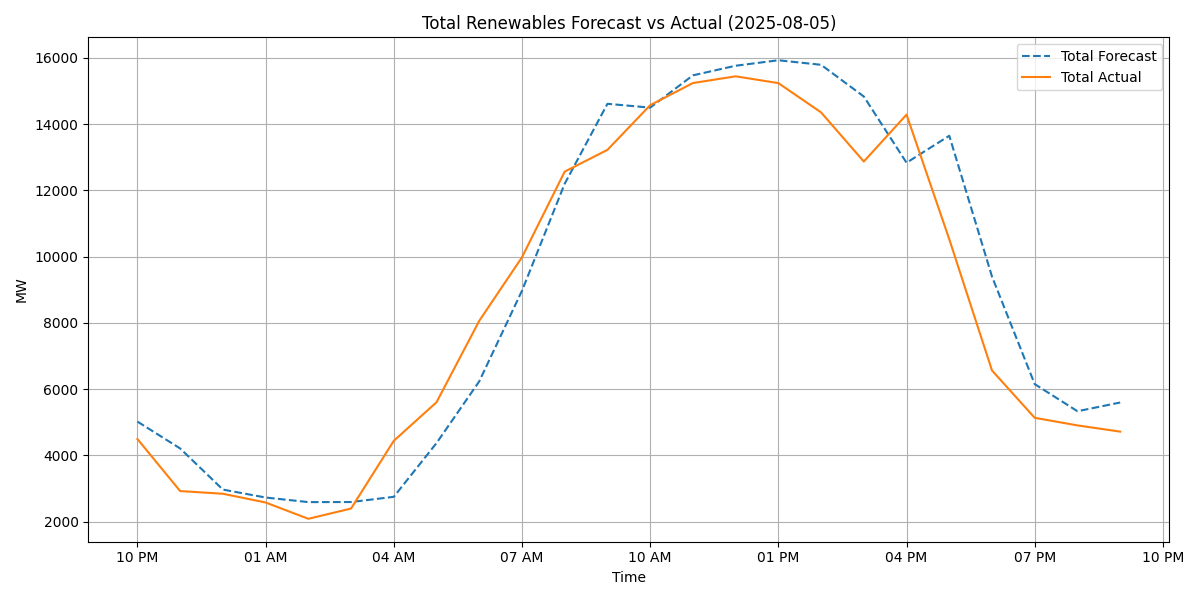 Total Renewables Forecast vs Actual (2025-08-05)
Total Forecast
Total Actual
16000
14000
12000
10000
8000
6000
4000
2000
MW
10 PM 01 AM 04 AM 07 AM 10 AM 01 PM 04 PM 07 PM 10 PM
Time